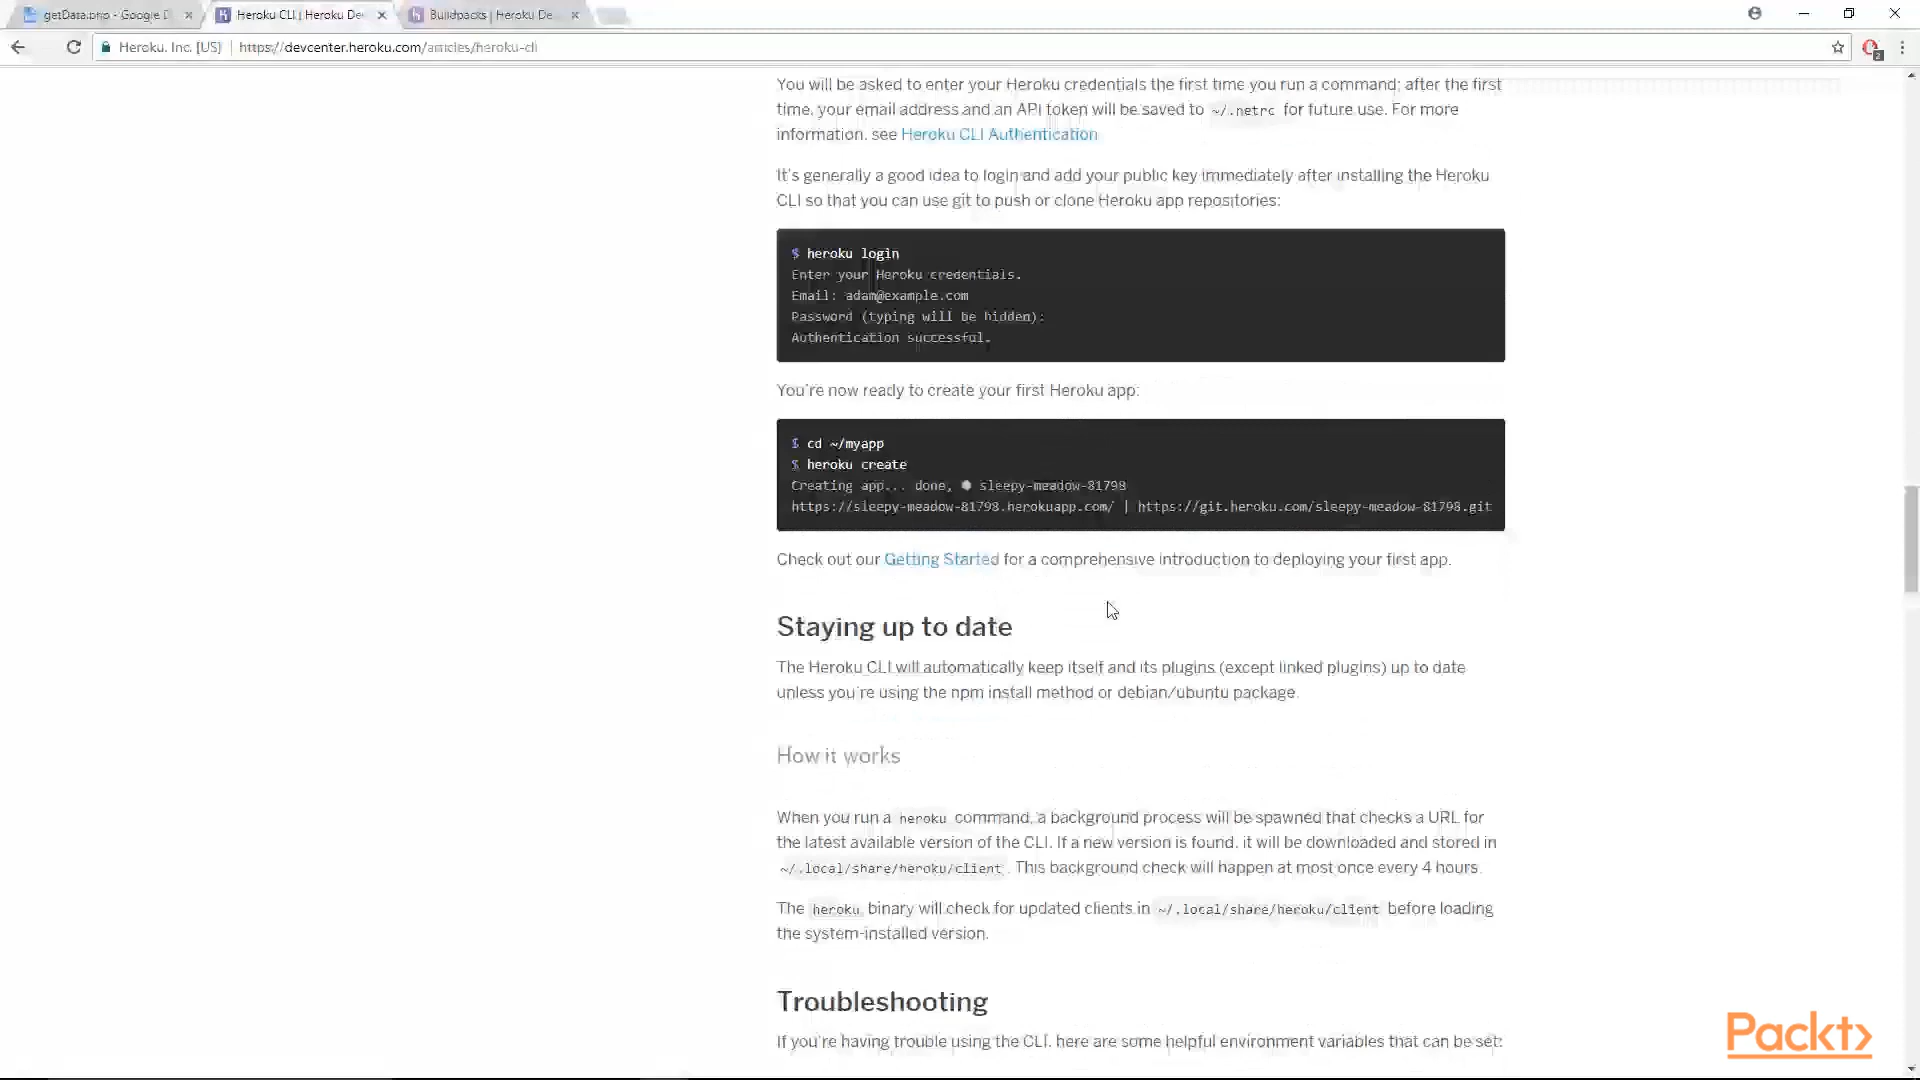 getData.php - Google D
Heroku CLI | Heroku De
Buildpacks | Heroku De
Heroku, Inc. [US]
https://devcenter.heroku.com/articles/heroku-cli
2
You will be asked to enter your Heroku credentials the first time you run a command; after the first
time, your email address and an API token will be saved to ~/.netrc for future use. For more
information, see Heroku CLI Authentication
It's generally a good idea to login and add your public key immediately after installing the Heroku
CLI so that you can use git to push or clone Heroku app repositories:
$ heroku login
Enter your Heroku credentials.
Email: adam@example.com
Password (typing will be hidden):
Authentication successful.
You're now ready to create your first Heroku app:
$ cd ~/myapp
$ heroku create
Creating app... done, ⬢ sleepy-meadow-81798
https://sleepy-meadow-81798.herokuapp.com/ | https://git.heroku.com/sleepy-meadow-81798.git
Check out our Getting Started for a comprehensive introduction to deploying your first app.
Staying up to date
The Heroku CLI will automatically keep itself and its plugins (except linked plugins) up to date
unless you're using the npm install method or debian/ubuntu package.
How it works
When you run a heroku command, a background process will be spawned that checks a URL for
the latest available version of the CLI. If a new version is found, it will be downloaded and stored in
~/.local/share/heroku/client. This background check will happen at most once every 4 hours.
The heroku binary will check for updated clients in ~/.local/share/heroku/client before loading
the system-installed version.
Troubleshooting
If you're having trouble using the CLI, here are some helpful environment variables that can be set:
Packt>